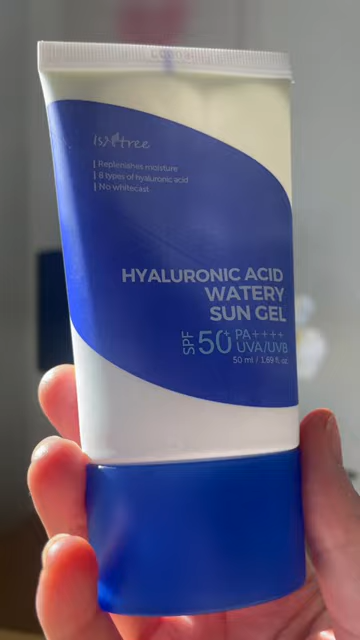 Isntree
| Replenishes moisture
| 8 types of hyaluronic acid
| No whitecast
HYALURONIC ACID
WATERY
SUN GEL
SPF 50+ PA++++
UVA/UVB
50 ml / 1.69 fl. oz